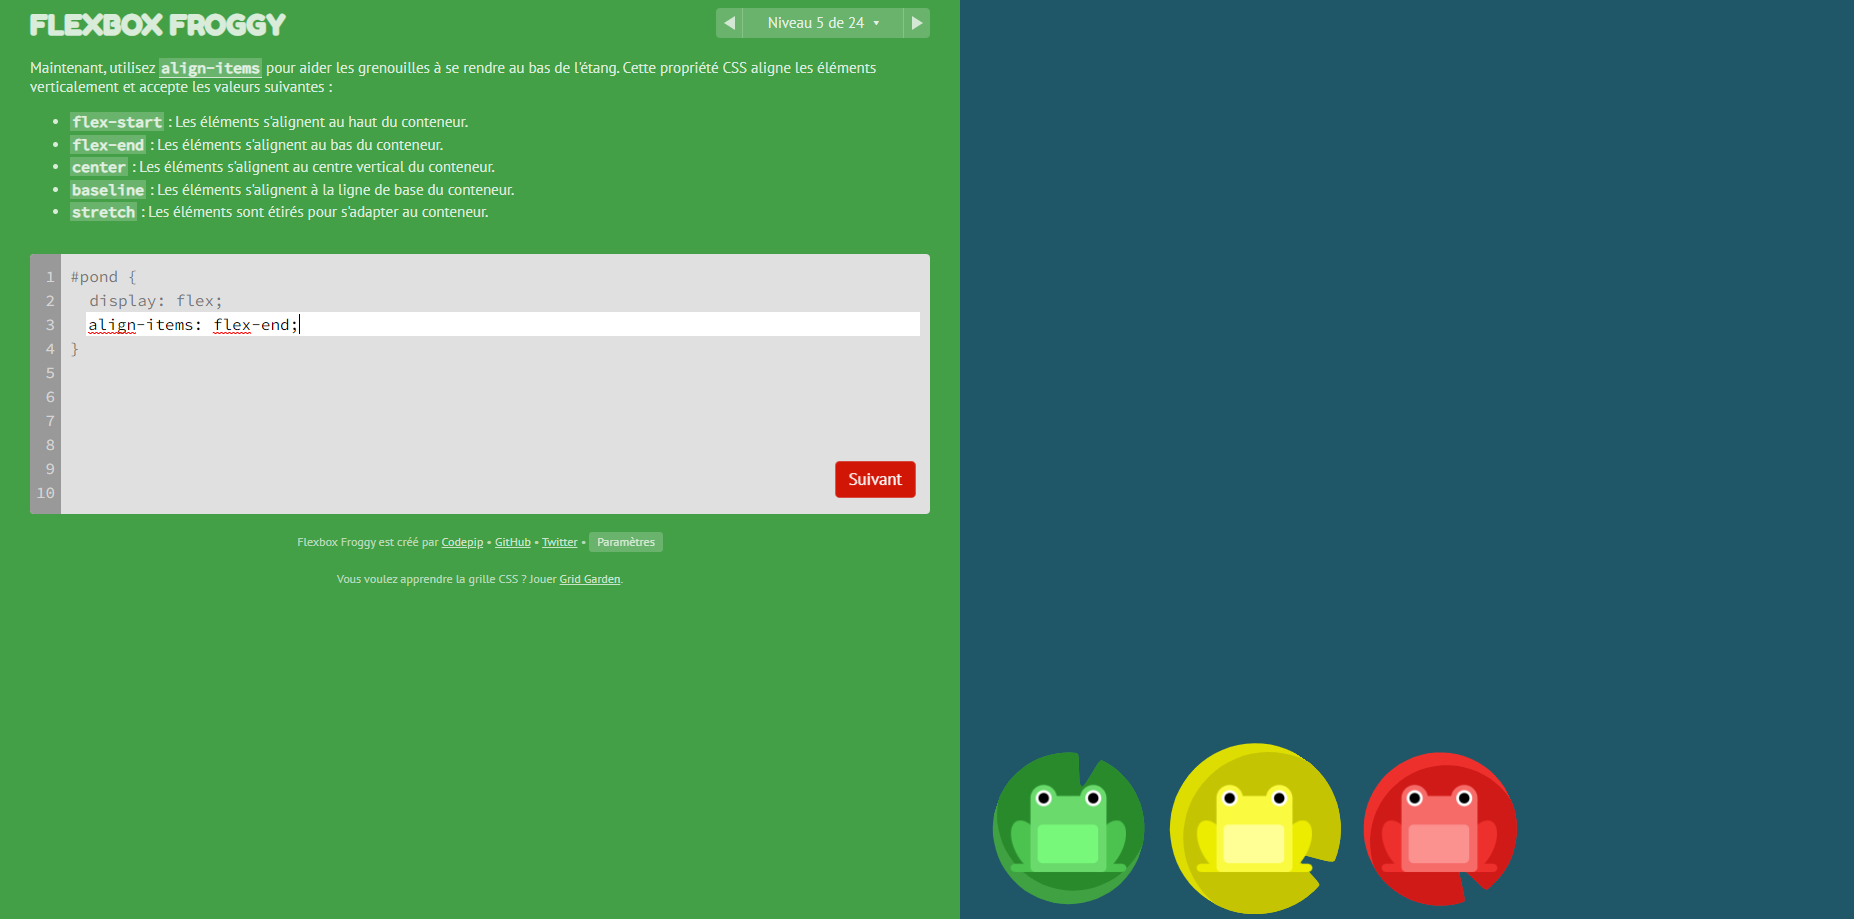 FLEXBOX FROGGY
Niveau 5 de 24
Maintenant, utilisez align-items pour aider les grenouilles à se rendre au bas de l'étang. Cette propriété CSS aligne les éléments
verticalement et accepte les valeurs suivantes :
• flex-start : Les éléments s'alignent au haut du conteneur.
• flex-end : Les éléments s'alignent au bas du conteneur.
• center : Les éléments s'alignent au centre vertical du conteneur.
• baseline : Les éléments s'alignent à la ligne de base du conteneur.
• stretch : Les éléments sont étirés pour s'adapter au conteneur.
1 #pond {
2 display: flex;
3 align-items: flex-end;
4 }
5
6
7
8
9
10
Suivant
Flexbox Froggy est créé par Codepip • GitHub • Twitter • Paramètres
Vous voulez apprendre la grille CSS ? Jouer Grid Garden.